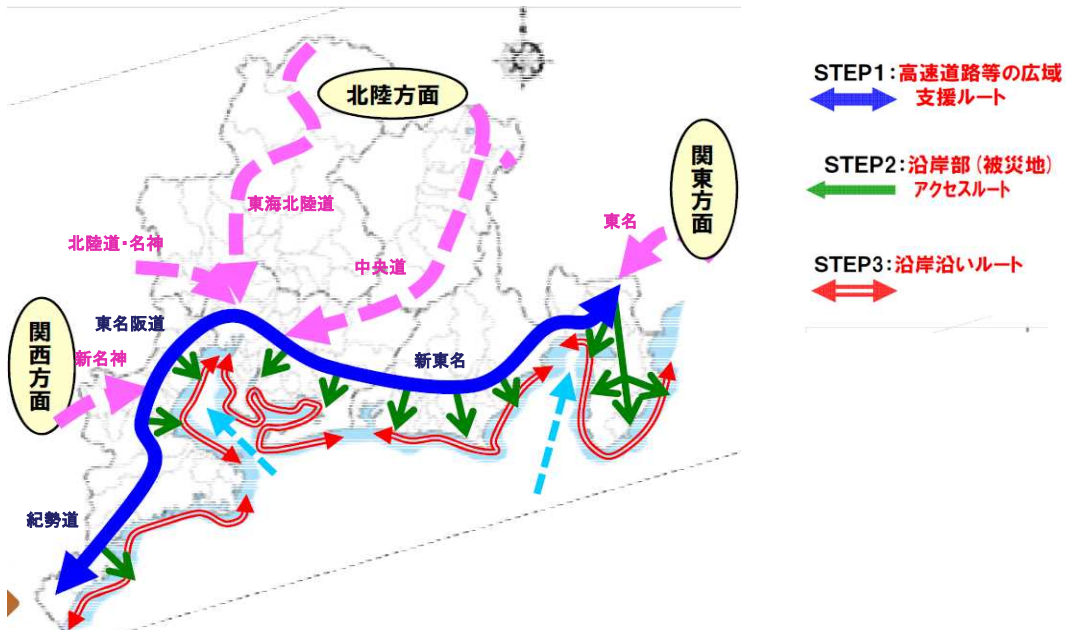 北陸方面
関東方面
東名
東海北陸道
北陸道・名神
中央道
東名阪道
関西方面
新名神
新東名
紀勢道
STEP1:高速道路等の広域
支援ルート
STEP2:沿岸部(被災地)
アクセスルート
STEP3:沿岸沿いルート